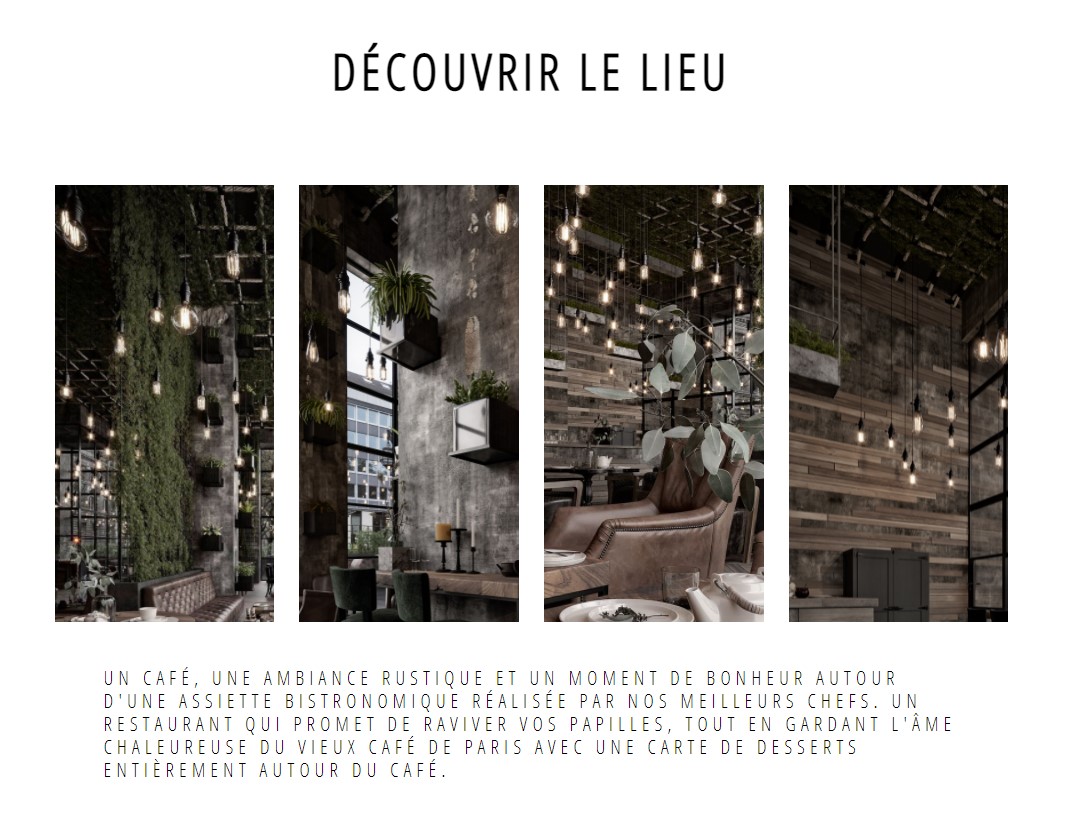 DÉCOUVRIR LE LIEU
UN CAFÉ, UNE AMBIANCE RUSTIQUE ET UN MOMENT DE BONHEUR AUTOUR
D'UNE ASSIETTE BISTRONOMIQUE RÉALISÉE PAR NOS MEILLEURS CHEFS. UN
RESTAURANT QUI PROMET DE RAVIVER VOS PAPILLES, TOUT EN GARDANT L'ÂME
CHALEUREUSE DU VIEUX CAFÉ DE PARIS AVEC UNE CARTE DE DESSERTS
ENTIÈREMENT AUTOUR DU CAFÉ.